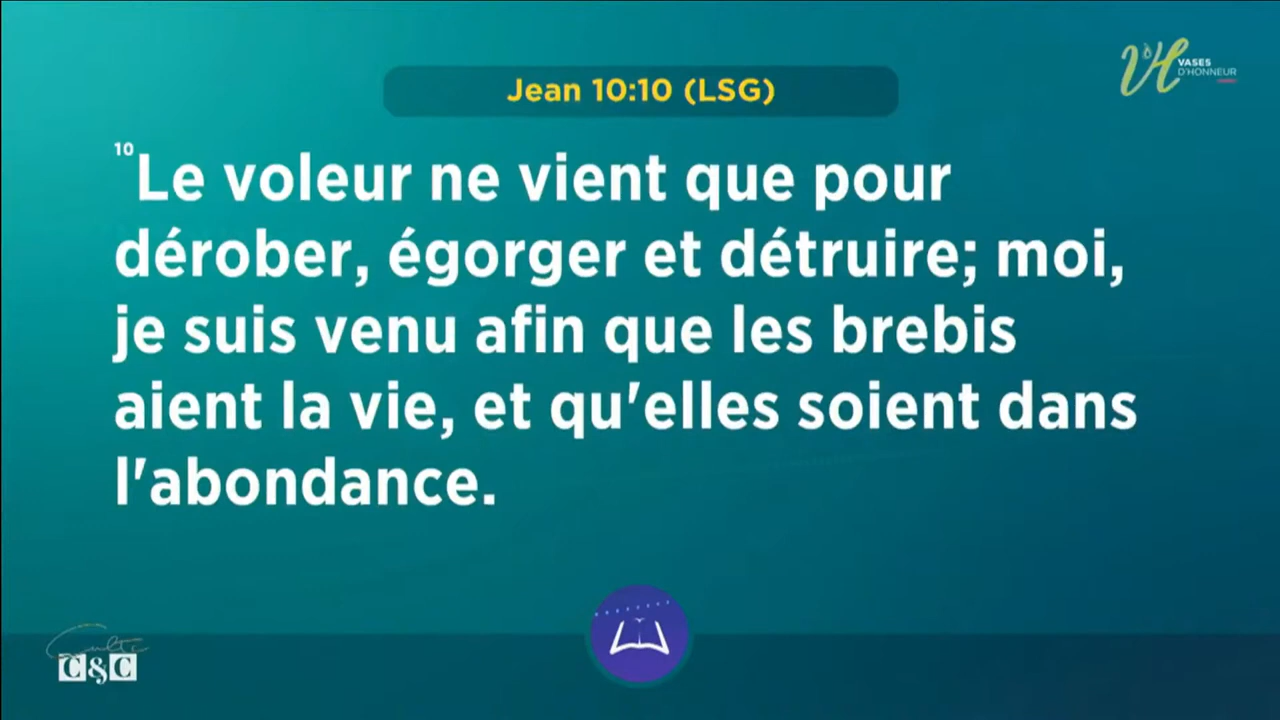 Jean 10:10 (LSG)
VASES
D'HONNEUR
10 Le voleur ne vient que pour
dérober, égorger et détruire; moi,
je suis venu afin que les brebis
aient la vie, et qu'elles soient dans
l'abondance.
Culte
C&C